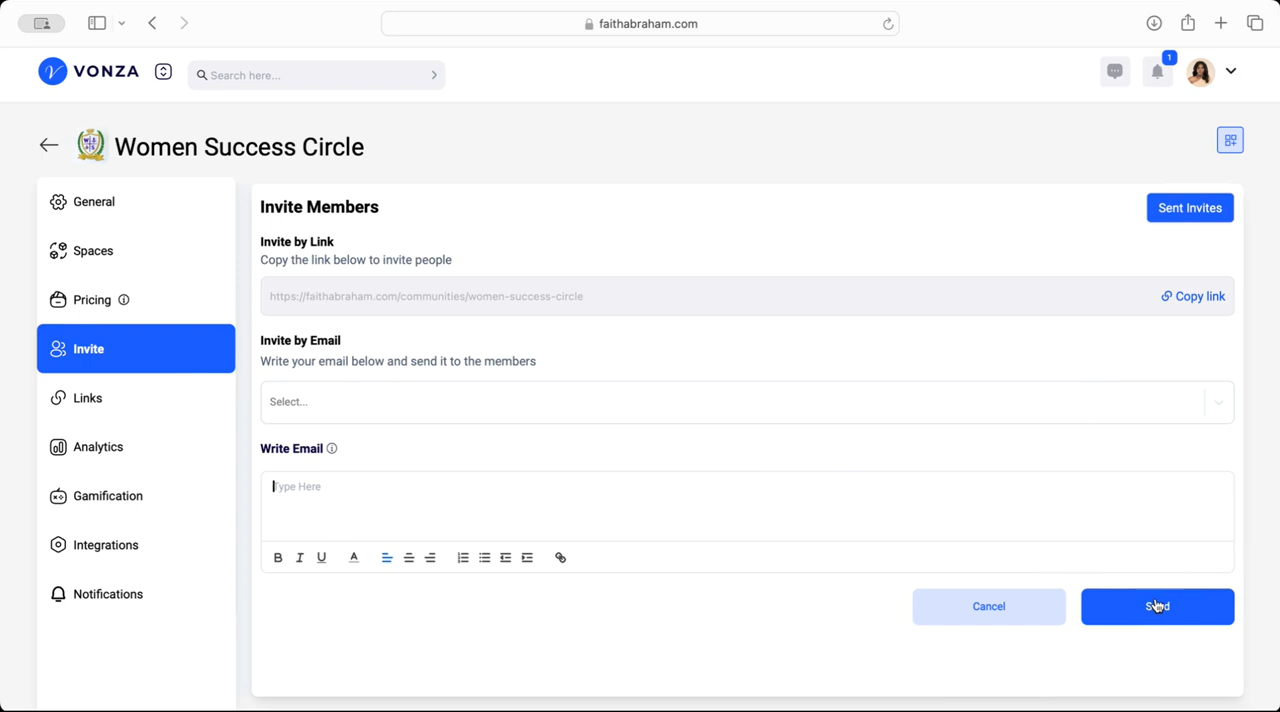 faithabraham.com
VONZA
Search here...
1
Women Success Circle
General
Spaces
Pricing
Invite
Links
Analytics
Gamification
Integrations
Notifications
Invite Members
Sent Invites
Invite by Link
Copy the link below to invite people
https://faithabraham.com/communities/women-success-circle
Copy link
Invite by Email
Write your email below and send it to the members
Select...
Write Email
Type Here
B I U A
Cancel
Send